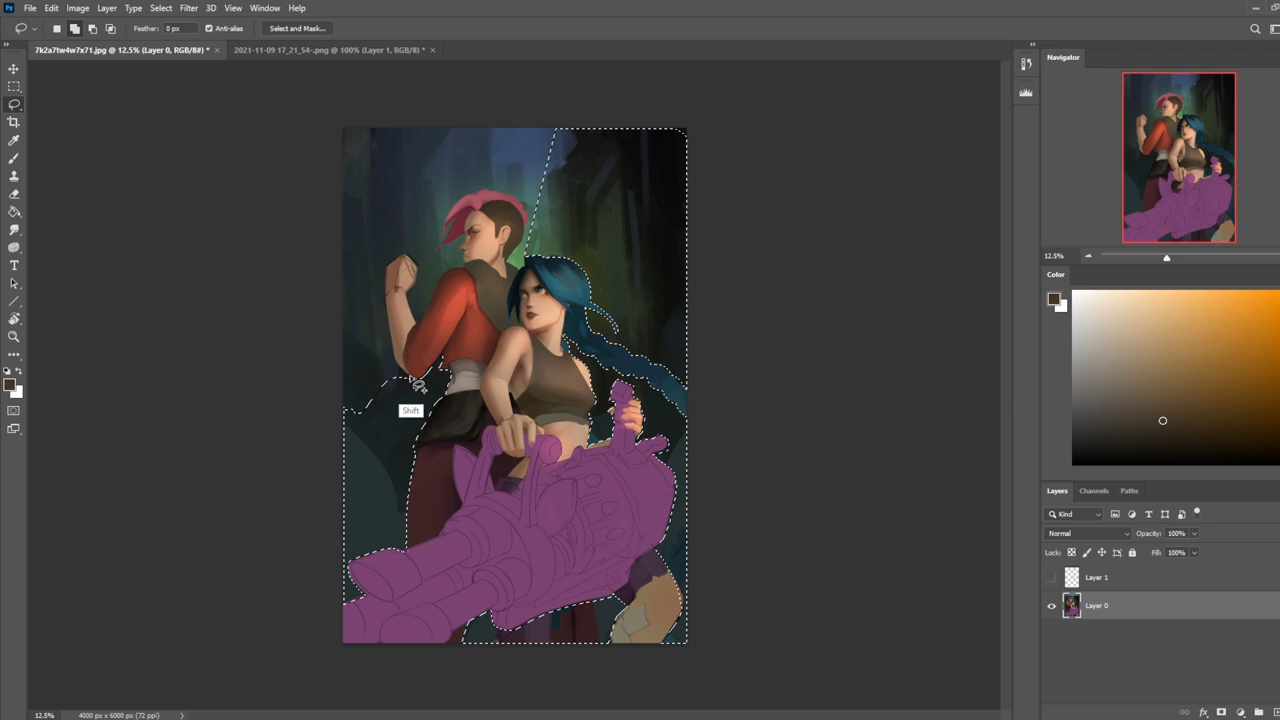 Ps File Edit Image Layer Type Select Filter 3D View Window Help
Feather: 0 px Anti-alias Select and Mask...
7k2a7tw4w7x71.jpg @ 12.5% (Layer 0, RGB/8#) * × 2021-11-09 17_21_54-.png @ 100% (Layer 1, RGB/8) * ×
Navigator
12.5%
Color
Shift
Layers Channels Paths
Kind
Normal Opacity: 100%
Lock: Fill: 100%
Layer 1
Layer 0
12.5% 4000 px x 6000 px (72 ppi)